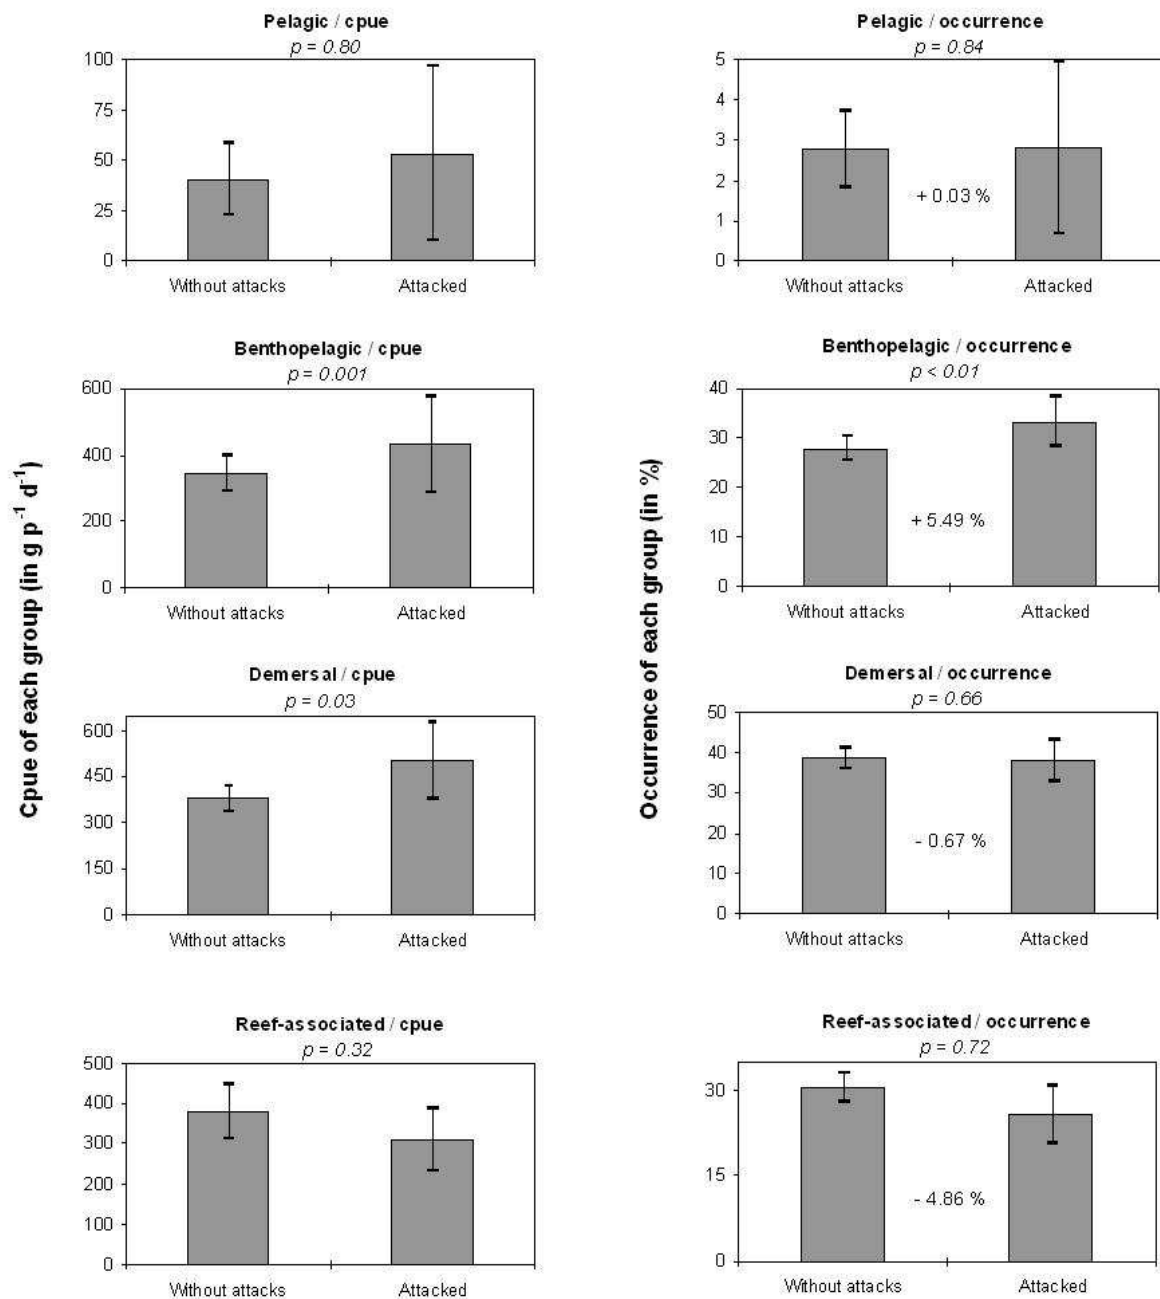 Pelagic / cpue
p = 0.80
100
75
50
25
0
Without attacks Attacked
Pelagic / occurrence
p = 0.84
5
4
3
2
1
0
+ 0.03 %
Without attacks Attacked
Benthopelagic / cpue
p = 0.001
600
400
200
0
Without attacks Attacked
Benthopelagic / occurrence
p < 0.01
40
30
20
10
0
+ 5.49 %
Without attacks Attacked
Cpue of each group (in g p⁻¹ d⁻¹)
Occurrence of each group (in %)
Demersal / cpue
p = 0.03
600
450
300
150
0
Without attacks Attacked
Demersal / occurrence
p = 0.66
50
40
30
20
10
0
- 0.67 %
Without attacks Attacked
Reef-associated / cpue
p = 0.32
500
400
300
200
100
0
Without attacks Attacked
Reef-associated / occurrence
p = 0.72
30
15
0
- 4.86 %
Without attacks Attacked